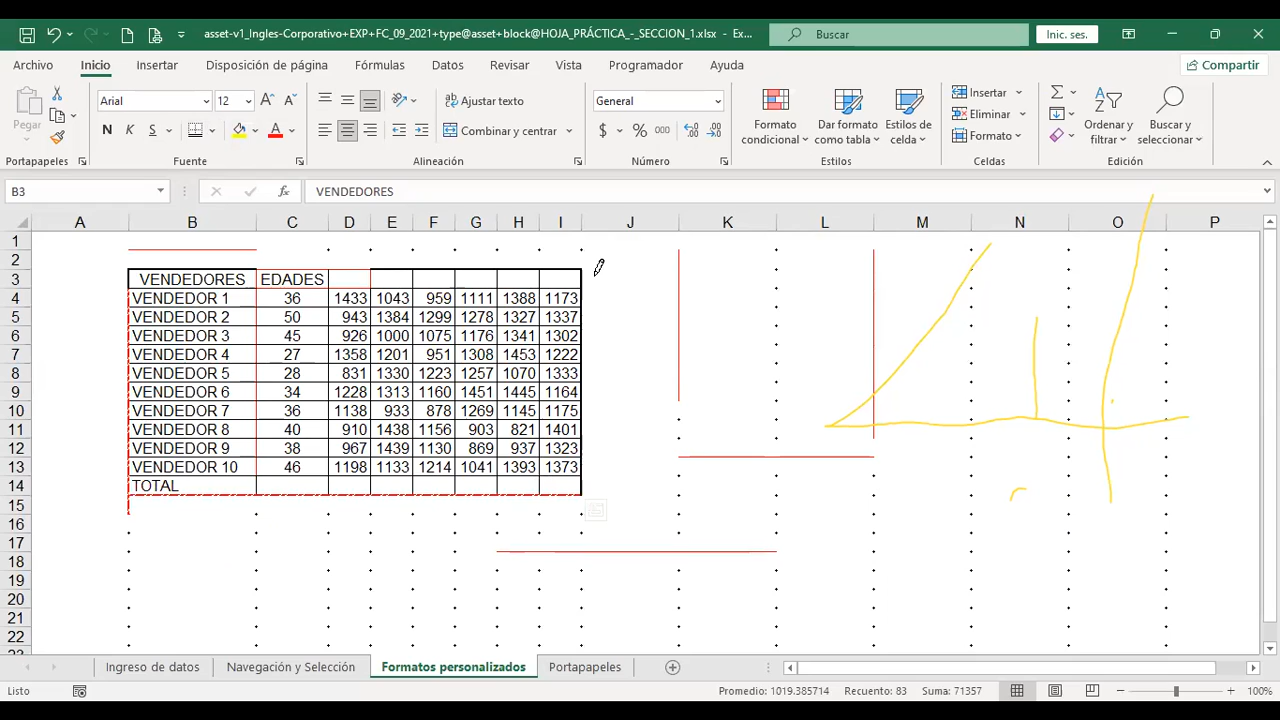 asset-v1_Ingles-Corporativo+EXP+FC_09_2021+type@asset+block@HOJA_PRÁCTICA_-_SECCION_1.xlsx - Ex... Buscar Inic. ses.
Archivo Inicio Insertar Disposición de página Fórmulas Datos Revisar Vista Programador Ayuda Compartir
Pegar
Portapapeles
Arial 12
N K S A
Fuente
Ajustar texto
Combinar y centrar
Alineación
General
$ % 000
Número
Formato condicional
Dar formato como tabla
Estilos de celda
Estilos
Insertar
Eliminar
Formato
Celdas
Ordenar y filtrar
Buscar y seleccionar
Edición
B3 fx VENDEDORES
A B C D E F G H I J K L M N O P
1
2
3 VENDEDORES EDADES
4 VENDEDOR 1 36 1433 1043 959 1111 1388 1173
5 VENDEDOR 2 50 943 1384 1299 1278 1327 1337
6 VENDEDOR 3 45 926 1000 1075 1176 1341 1302
7 VENDEDOR 4 27 1358 1201 951 1308 1453 1222
8 VENDEDOR 5 28 831 1330 1223 1257 1070 1333
9 VENDEDOR 6 34 1228 1313 1160 1451 1445 1164
10 VENDEDOR 7 36 1138 933 878 1269 1145 1175
11 VENDEDOR 8 40 910 1438 1156 903 821 1401
12 VENDEDOR 9 38 967 1439 1130 869 937 1323
13 VENDEDOR 10 46 1198 1133 1214 1041 1393 1373
14 TOTAL
15
16
17
18
19
20
21
22
Ingreso de datos Navegación y Selección Formatos personalizados Portapapeles
Listo Promedio: 1019.385714 Recuento: 83 Suma: 71357 100%